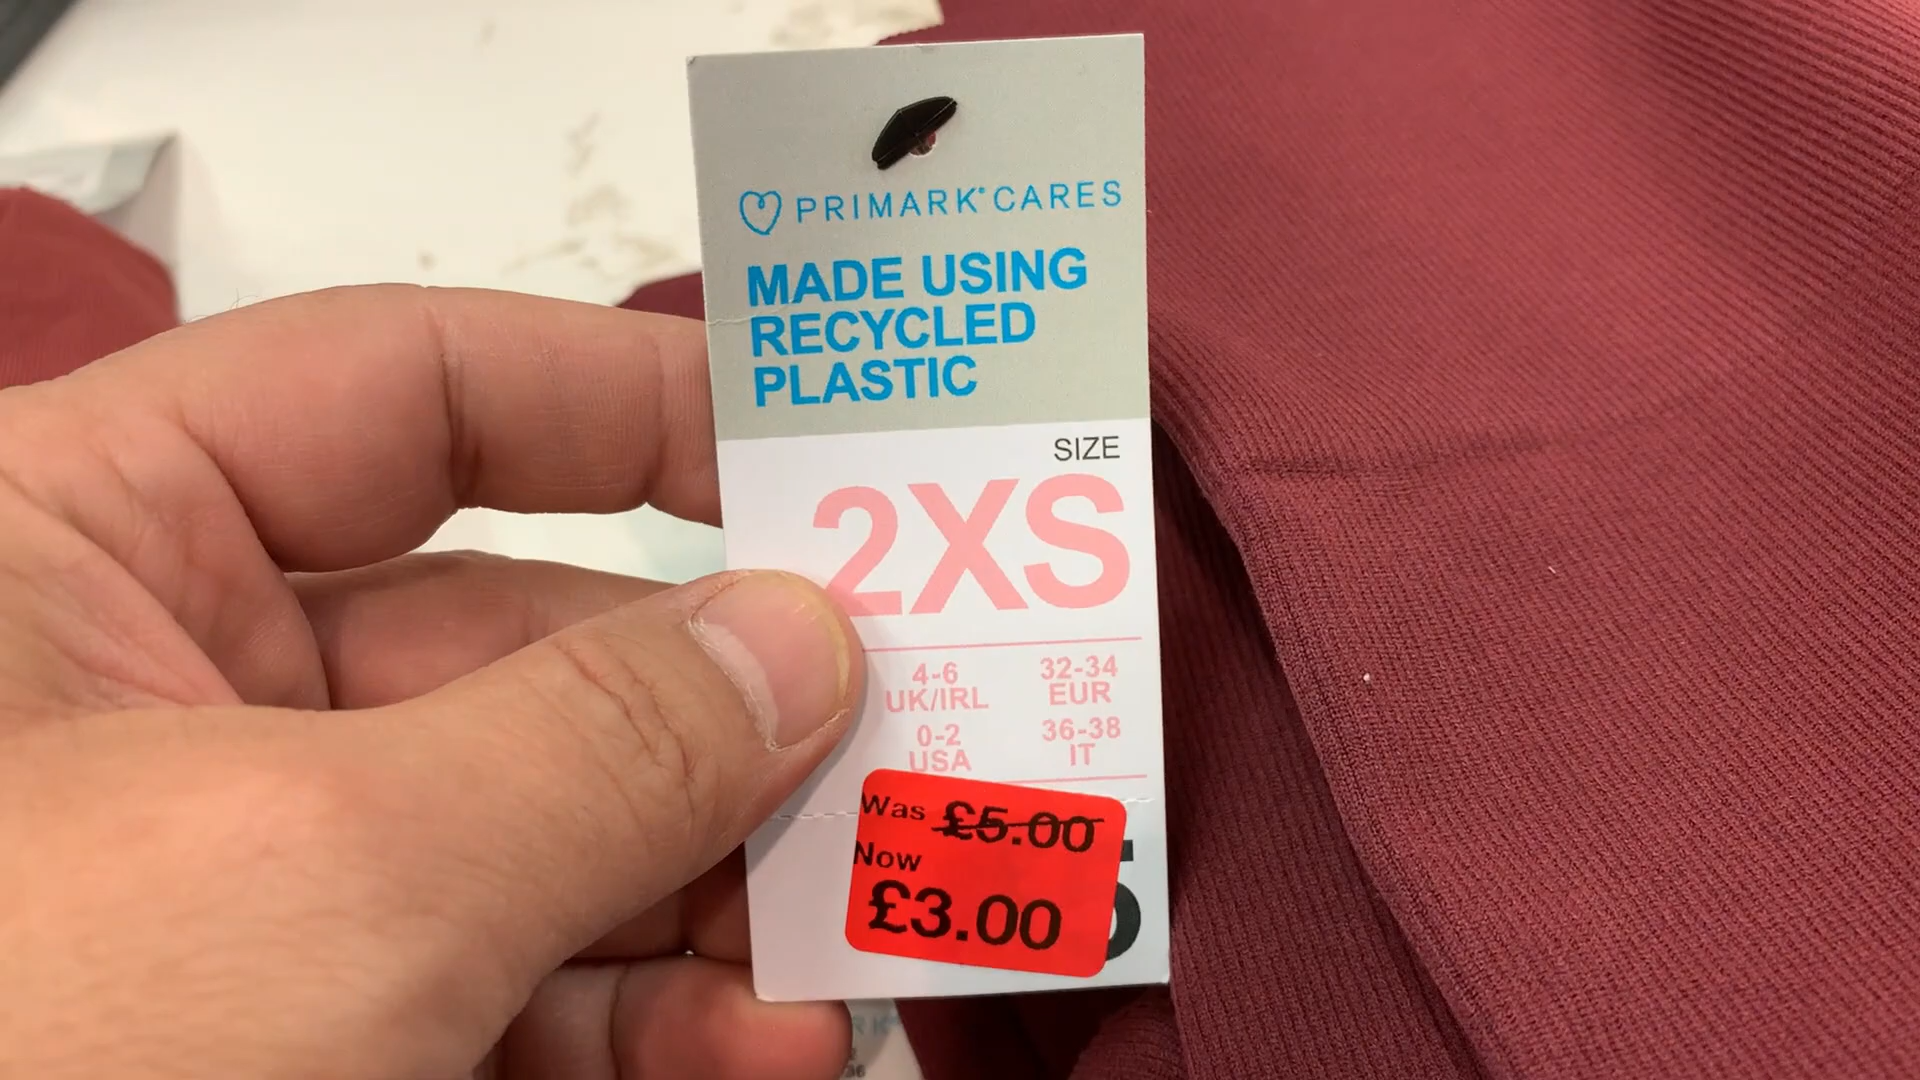 PRIMARK® CARES
MADE USING
RECYCLED
PLASTIC
SIZE
2XS
4-6
UK/IRL
32-34
EUR
0-2
USA
36-38
IT
Was £5.00
Now
£3.00